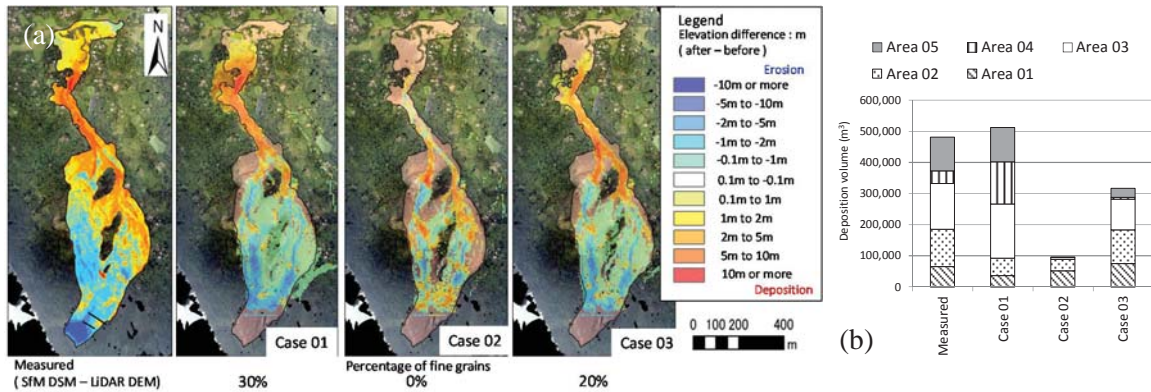 (a)
N
Case 01
Case 02
Case 03
Measured
( SfM DSM – LiDAR DEM)
30%
Percentage of fine grains
0%
20%
Legend
Elevation difference : m
( after – before )
Erosion
-10m or more
-5m to -10m
-2m to -5m
-1m to -2m
-0.1m to -1m
0.1m to -0.1m
0.1m to 1m
1m to 2m
2m to 5m
5m to 10m
10m or more
Deposition
0 100 200 400
m
(b)
Area 05 Area 04 Area 03
Area 02 Area 01
Deposition volume (m³)
600,000
500,000
400,000
300,000
200,000
100,000
0
Measured
Case 01
Case 02
Case 03